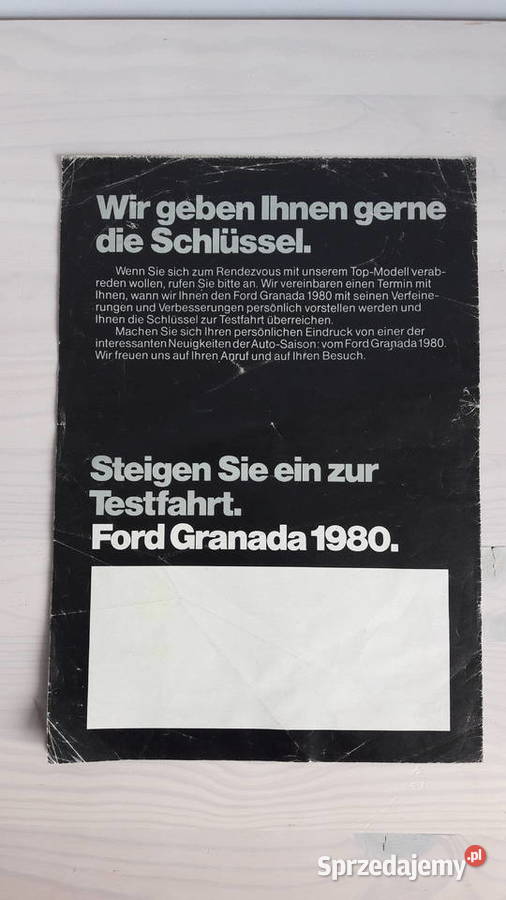 Wir geben Ihnen gerne
die Schlüssel.
Wenn Sie sich zum Rendezvous mit unserem Top-Modell verab-
reden wollen, rufen Sie bitte an. Wir vereinbaren einen Termin mit
Ihnen, wann wir Ihnen den Ford Granada 1980 mit seinen Verfeine-
rungen und Verbesserungen persönlich vorstellen werden und
Ihnen die Schlüssel zur Testfahrt überreichen.
Machen Sie sich Ihren persönlichen Eindruck von einer der
interessanten Neuigkeiten der Auto-Saison: vom Ford Granada 1980.
Wir freuen uns auf Ihren Anruf und auf Ihren Besuch.
Steigen Sie ein zur
Testfahrt.
Ford Granada 1980.
Sprzedajemy.pl